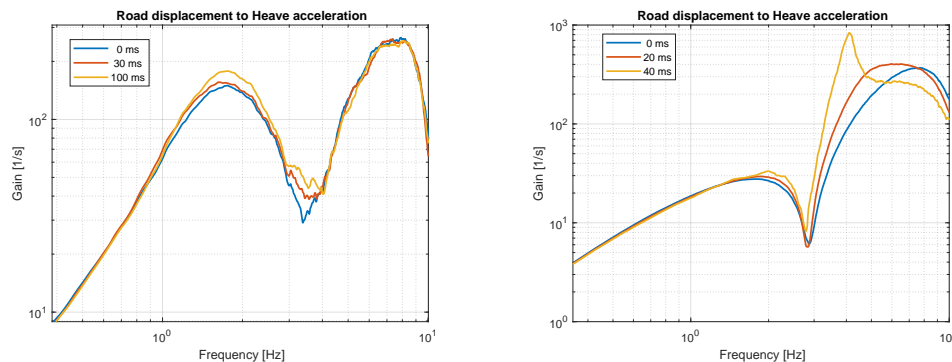 Road displacement to Heave acceleration
0 ms
30 ms
100 ms
Gain [1/s]
10^2
10^1
10^0
10^1
Frequency [Hz]
Road displacement to Heave acceleration
0 ms
20 ms
40 ms
Gain [1/s]
10^3
10^2
10^1
10^0
10^0
Frequency [Hz]